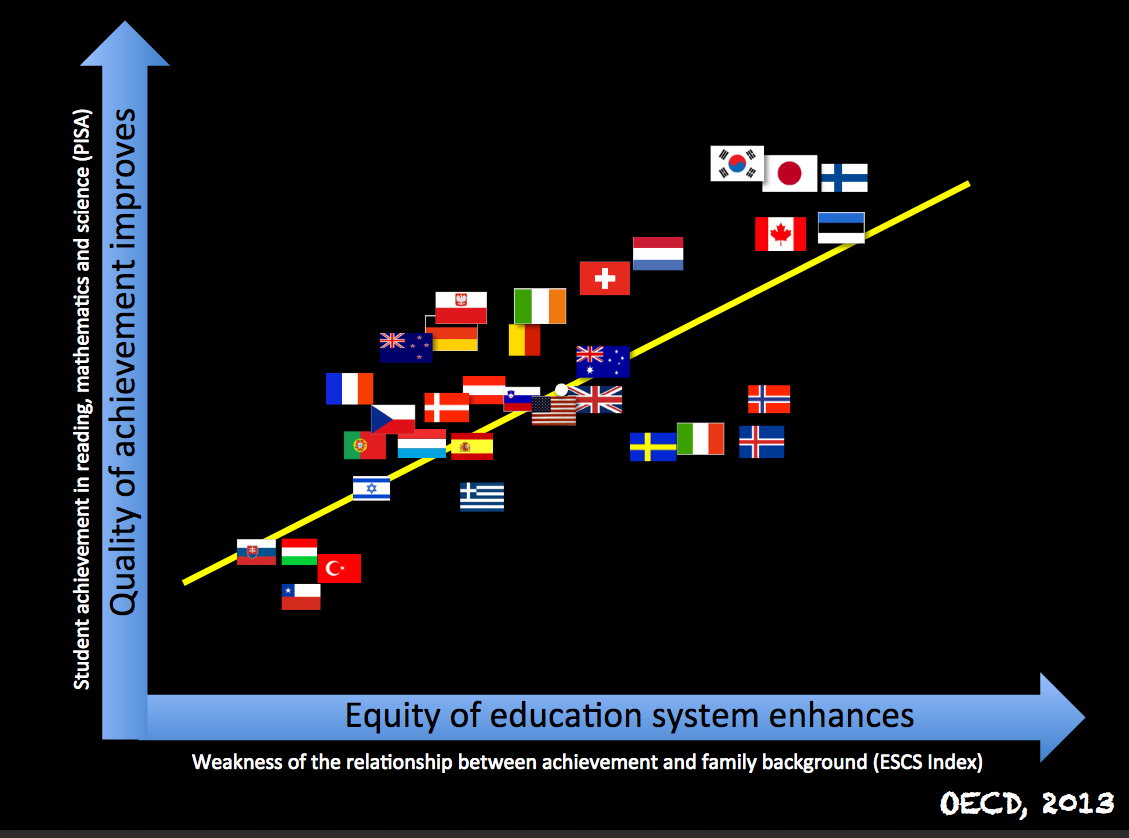 Student achievement in reading, mathematics and science (PISA)
Quality of achievement improves
Equity of education system enhances
Weakness of the relationship between achievement and family background (ESCS Index)
OECD, 2013